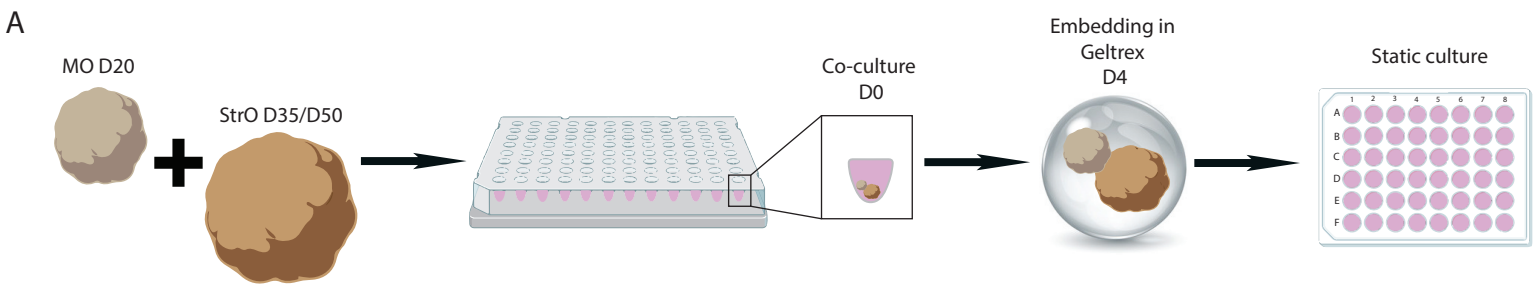 A
MO D20
StrO D35/D50
Co-culture
D0
Embedding in
Geltrex
D4
Static culture
1 2 3 4 5 6 7 8
A
B
C
D
E
F